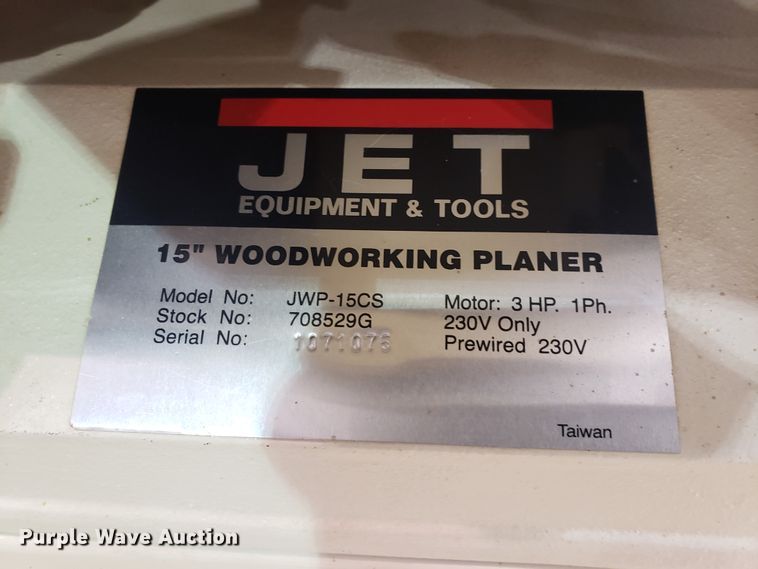 JET
EQUIPMENT & TOOLS
15" WOODWORKING PLANER
Model No: JWP-15CS
Stock No: 708529G
Serial No: 1071076
Motor: 3 HP. 1Ph.
230V Only
Prewired 230V
Taiwan
Purple Wave Auction